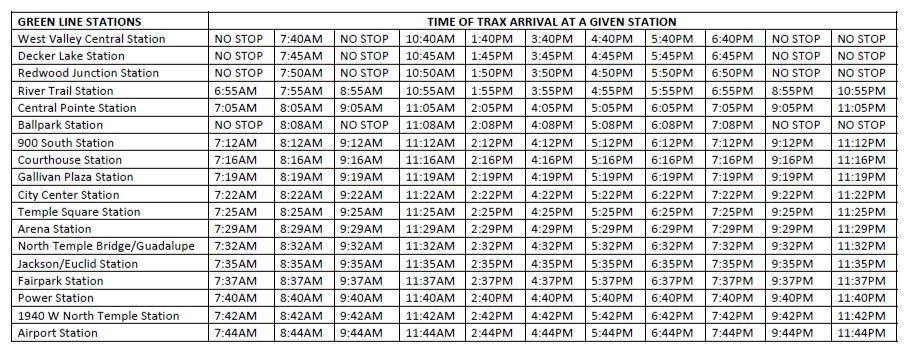 GREEN LINE STATIONS TIME OF TRAX ARRIVAL AT A GIVEN STATION
West Valley Central Station NO STOP 7:40AM NO STOP 10:40AM 1:40PM 3:40PM 4:40PM 5:40PM 6:40PM NO STOP NO STOP
Decker Lake Station NO STOP 7:45AM NO STOP 10:45AM 1:45PM 3:45PM 4:45PM 5:45PM 6:45PM NO STOP NO STOP
Redwood Junction Station NO STOP 7:50AM NO STOP 10:50AM 1:50PM 3:50PM 4:50PM 5:50PM 6:50PM NO STOP NO STOP
River Trail Station 6:55AM 7:55AM 8:55AM 10:55AM 1:55PM 3:55PM 4:55PM 5:55PM 6:55PM 8:55PM 10:55PM
Central Pointe Station 7:05AM 8:05AM 9:05AM 11:05AM 2:05PM 4:05PM 5:05PM 6:05PM 7:05PM 9:05PM 11:05PM
Ballpark Station NO STOP 8:08AM NO STOP 11:08AM 2:08PM 4:08PM 5:08PM 6:08PM 7:08PM NO STOP NO STOP
900 South Station 7:12AM 8:12AM 9:12AM 11:12AM 2:12PM 4:12PM 5:12PM 6:12PM 7:12PM 9:12PM 11:12PM
Courthouse Station 7:16AM 8:16AM 9:16AM 11:16AM 2:16PM 4:16PM 5:16PM 6:16PM 7:16PM 9:16PM 11:16PM
Gallivan Plaza Station 7:19AM 8:19AM 9:19AM 11:19AM 2:19PM 4:19PM 5:19PM 6:19PM 7:19PM 9:19PM 11:19PM
City Center Station 7:22AM 8:22AM 9:22AM 11:22AM 2:22PM 4:22PM 5:22PM 6:22PM 7:22PM 9:22PM 11:22PM
Temple Square Station 7:25AM 8:25AM 9:25AM 11:25AM 2:25PM 4:25PM 5:25PM 6:25PM 7:25PM 9:25PM 11:25PM
Arena Station 7:29AM 8:29AM 9:29AM 11:29AM 2:29PM 4:29PM 5:29PM 6:29PM 7:29PM 9:29PM 11:29PM
North Temple Bridge/Guadalupe 7:32AM 8:32AM 9:32AM 11:32AM 2:32PM 4:32PM 5:32PM 6:32PM 7:32PM 9:32PM 11:32PM
Jackson/Euclid Station 7:35AM 8:35AM 9:35AM 11:35AM 2:35PM 4:35PM 5:35PM 6:35PM 7:35PM 9:35PM 11:35PM
Fairpark Station 7:37AM 8:37AM 9:37AM 11:37AM 2:37PM 4:37PM 5:37PM 6:37PM 7:37PM 9:37PM 11:37PM
Power Station 7:40AM 8:40AM 9:40AM 11:40AM 2:40PM 4:40PM 5:40PM 6:40PM 7:40PM 9:40PM 11:40PM
1940 W North Temple Station 7:42AM 8:42AM 9:42AM 11:42AM 2:42PM 4:42PM 5:42PM 6:42PM 7:42PM 9:42PM 11:42PM
Airport Station 7:44AM 8:44AM 9:44AM 11:44AM 2:44PM 4:44PM 5:44PM 6:44PM 7:44PM 9:44PM 11:44PM